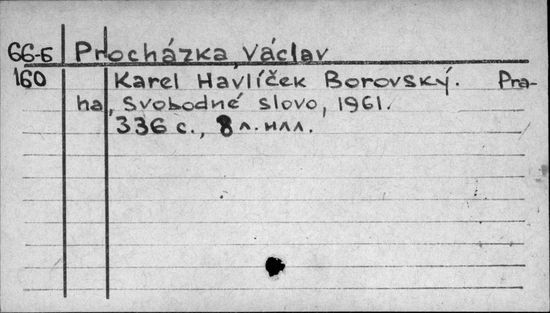 66-5 Procházka, Václav
160 Karel Havlíček Borovský. Pra-
ha, Svobodné slovo, 1961.
336 с., 8 л. илл.